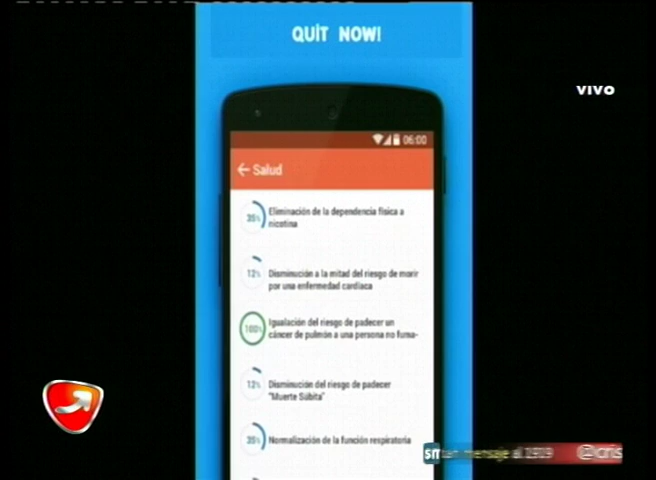 QUIT NOW!
VIVO
06:00
Salud
35%
Eliminación de la dependencia física a
nicotina
12%
Disminución a la mitad del riesgo de morir
por una enfermedad cardíaca
100%
Igualación del riesgo de padecer un
cáncer de pulmón a una persona no fuma-
12%
Disminución del riesgo de padecer
"Muerte Súbita"
35%
Normalización de la función respiratoria
mensaje al 1919